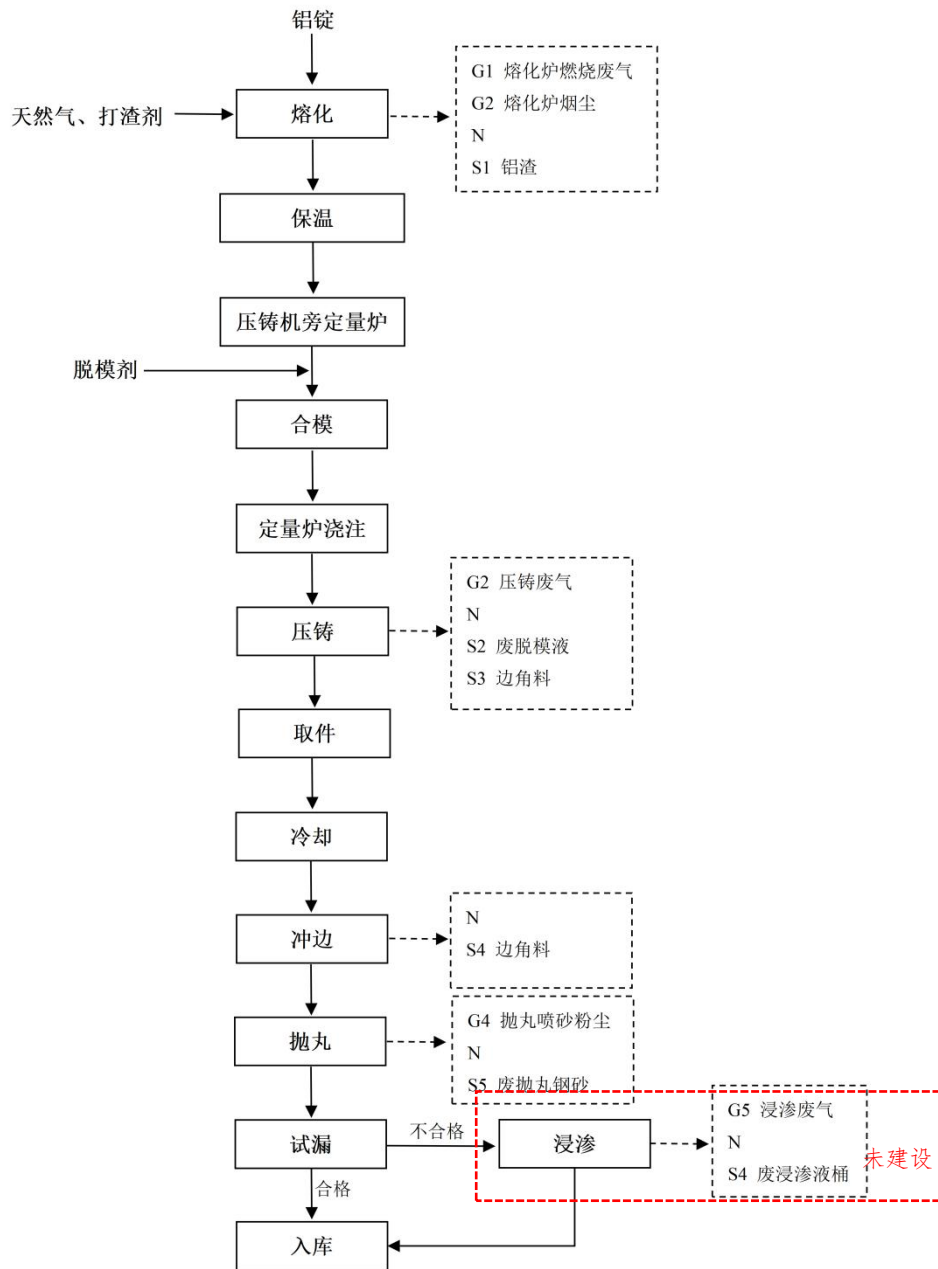 铝锭
G1 熔化炉燃烧废气
天然气、打渣剂
熔化
G2 熔化炉烟尘
N
S1 铝渣
保温
压铸机旁定量炉
脱模剂
合模
定量炉浇注
G2 压铸废气
N
压铸
S2 废脱模液
S3 边角料
取件
冷却
冲边
N
S4 边角料
抛丸
G4 抛丸喷砂粉尘
N
S5 废抛丸钢砂
试漏
不合格
浸渗
G5 浸渗废气
N
S4 废浸渗液桶
未建设
合格
入库